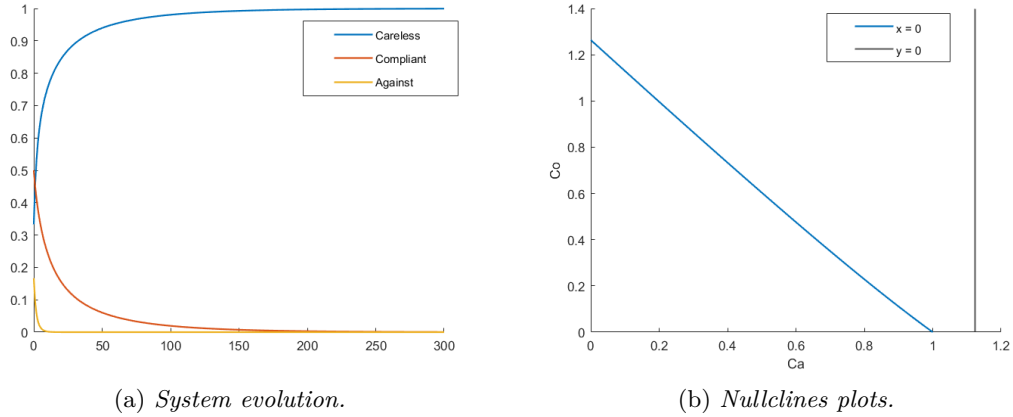 1
0.9
0.8
0.7
0.6
0.5
0.4
0.3
0.2
0.1
0
0 50 100 150 200 250 300
Careless
Compliant
Against
(a) System evolution.
1.4
1.2
1
0.8
0.6
0.4
0.2
0
Co
0 0.2 0.4 0.6 0.8 1 1.2
Ca
x = 0
y = 0
(b) Nullclines plots.